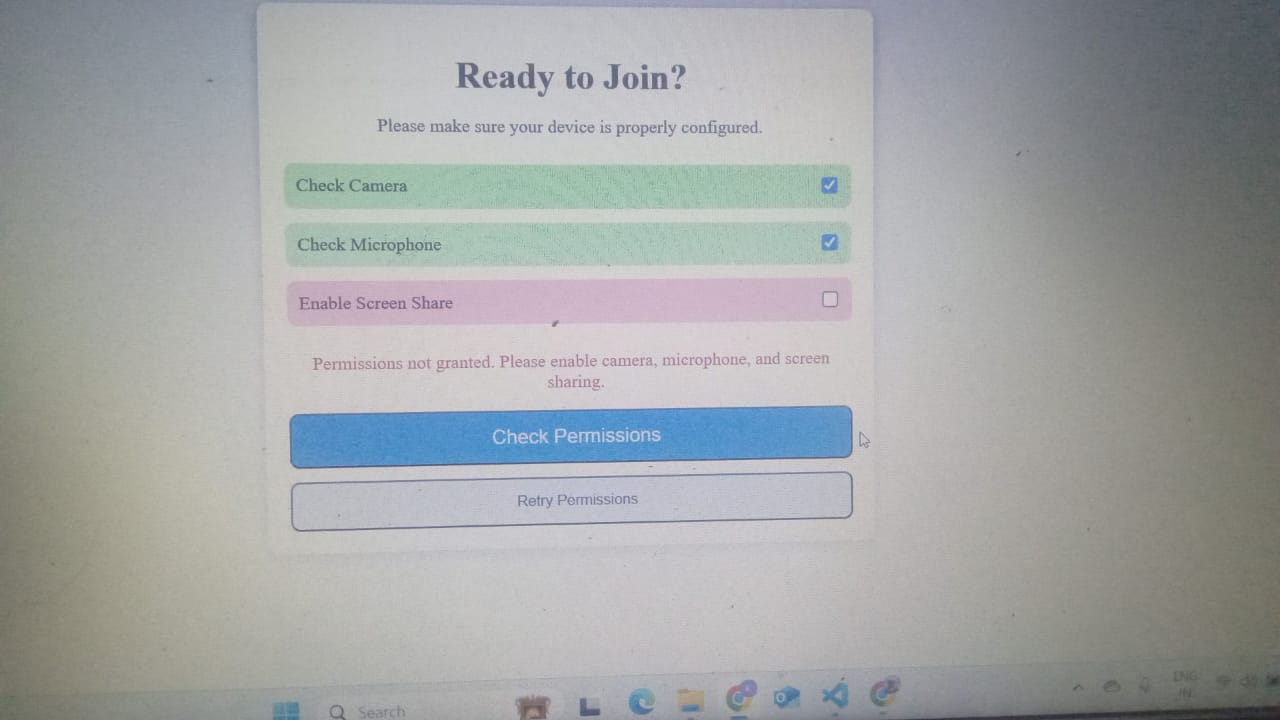 Ready to Join?
Please make sure your device is properly configured.
Check Camera
Check Microphone
Enable Screen Share
Permissions not granted. Please enable camera, microphone, and screen
sharing.
Check Permissions
Retry Permissions
Search
ENG
IN